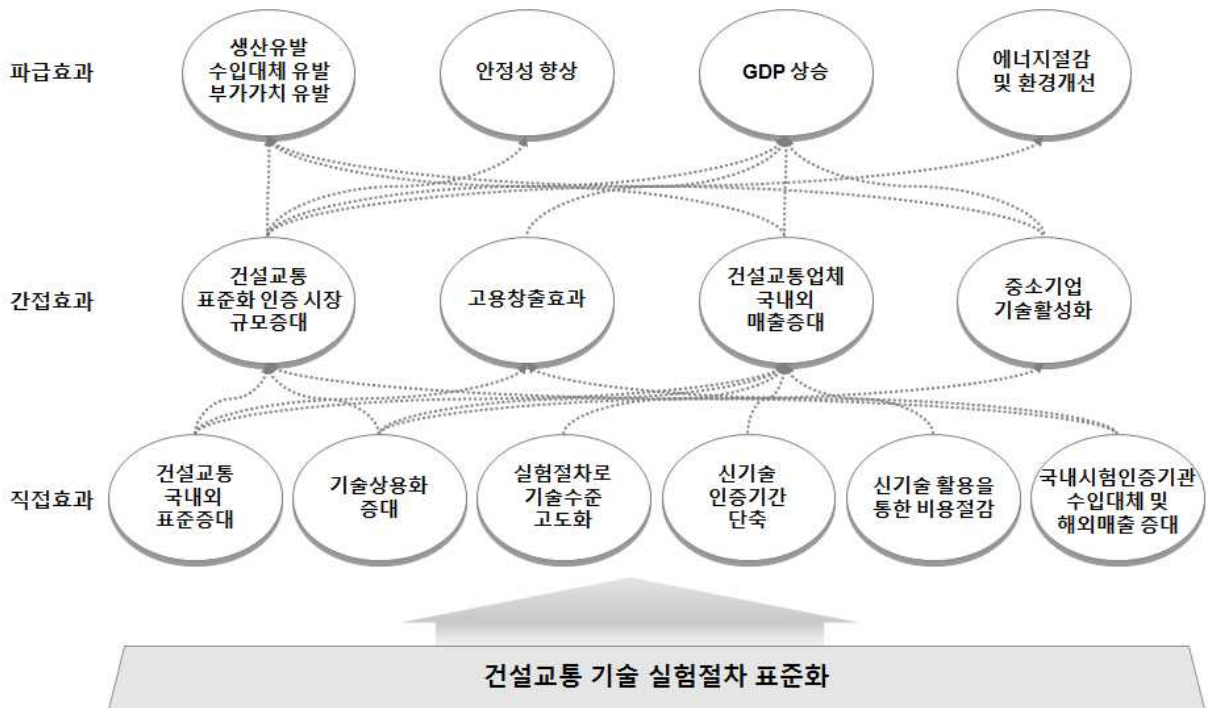 파급효과
생산유발
수입대체 유발
부가가치 유발
안정성 향상
GDP 상승
에너지절감
및 환경개선
간접효과
건설교통
표준화 인증 시장
규모증대
고용창출효과
건설교통업체
국내외
매출증대
중소기업
기술활성화
직접효과
건설교통
국내외
표준증대
기술상용화
증대
실험절차로
기술수준
고도화
신기술
인증기간
단축
신기술 활용을
통한 비용절감
국내시험인증기관
수입대체 및
해외매출 증대
건설교통 기술 실험절차 표준화